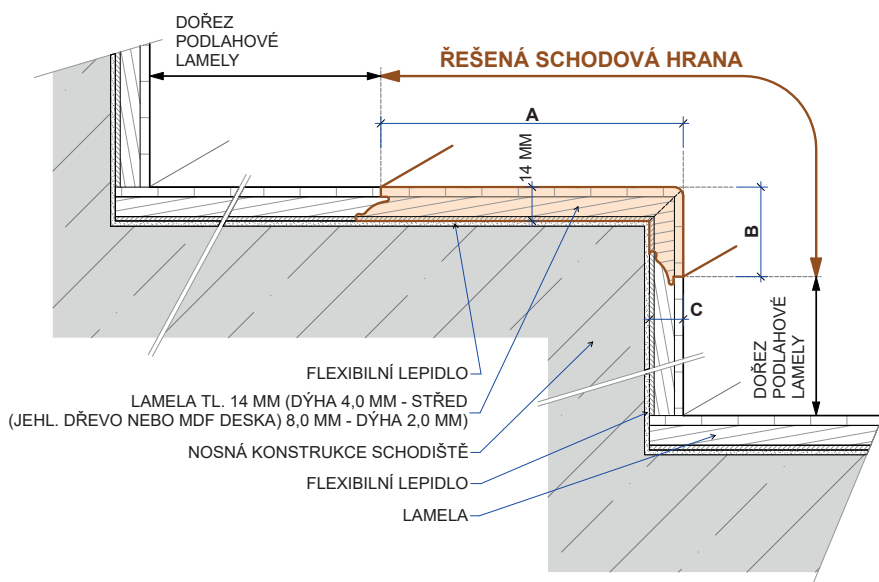 DOŘEZ
PODLAHOVÉ
LAMELY
ŘEŠENÁ SCHODOVÁ HRANA
A
14 MM
B
C
DOŘEZ
PODLAHOVÉ
LAMELY
FLEXIBILNÍ LEPIDLO
LAMELA TL. 14 MM (DÝHA 4,0 MM - STŘED
(JEHL. DŘEVO NEBO MDF DESKA) 8,0 MM - DÝHA 2,0 MM)
NOSNÁ KONSTRUKCE SCHODIŠTĚ
FLEXIBILNÍ LEPIDLO
LAMELA